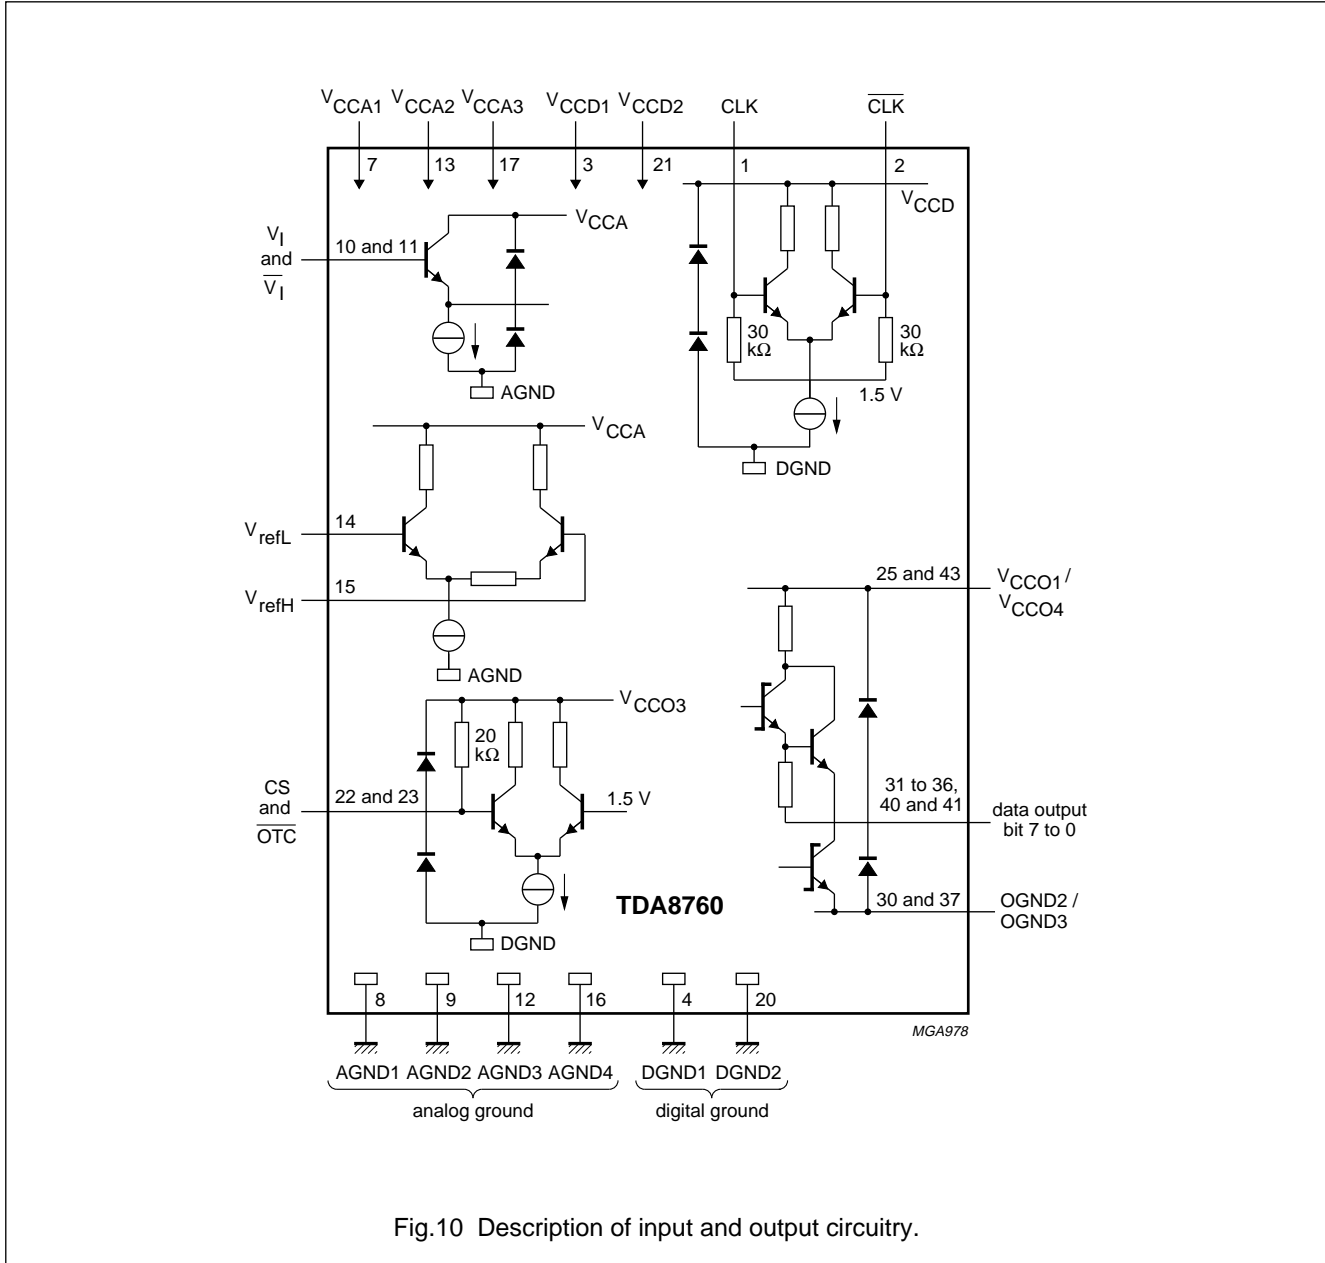 VCCA1 VCCA2 VCCA3 VCCD1 VCCD2 CLK CLK
7 13 17 3 21 1 2
VCCD
VCCA
VI
and
VI
10 and 11
AGND
30
kΩ
30
kΩ
1.5 V
DGND
VCCA
VrefL
14
VrefH
15
AGND
25 and 43
VCCO1 /
VCCO4
VCCO3
20
kΩ
CS
and
OTC
22 and 23
1.5 V
31 to 36,
40 and 41
data output
bit 7 to 0
TDA8760
30 and 37
OGND2 /
OGND3
DGND
8 9 12 16 4 20
MGA978
AGND1 AGND2 AGND3 AGND4 DGND1 DGND2
analog ground digital ground
Fig.10 Description of input and output circuitry.